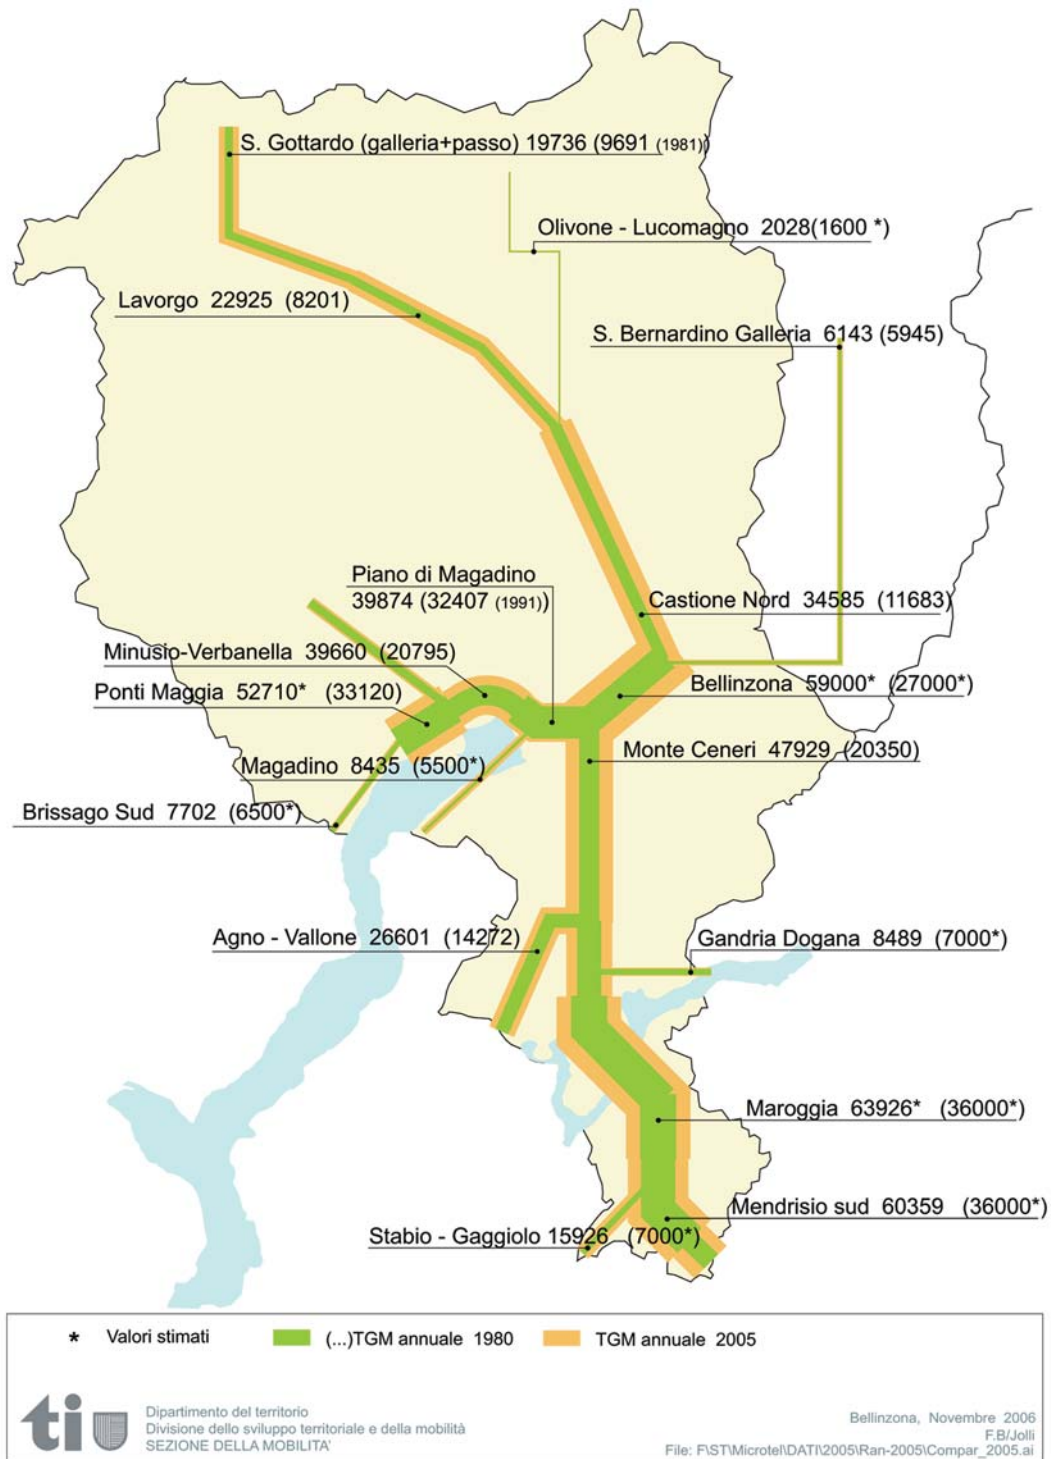 S. Gottardo (galleria+passo) 19736 (9691 (1981))
Olivone - Lucomagno 2028(1600 *)
Lavorgo 22925 (8201)
S. Bernardino Galleria 6143 (5945)
Piano di Magadino
39874 (32407 (1991))
Castione Nord 34585 (11683)
Minusio-Verbanella 39660 (20795)
Ponti Maggia 52710* (33120)
Bellinzona 59000* (27000*)
Monte Ceneri 47929 (20350)
Magadino 8435 (5500*)
Brissago Sud 7702 (6500*)
Agno - Vallone 26601 (14272)
Gandria Dogana 8489 (7000*)
Maroggia 63926* (36000*)
Mendrisio sud 60359 (36000*)
Stabio - Gaggiolo 15926 (7000*)
* Valori stimati (...)TGM annuale 1980 TGM annuale 2005
ti
Dipartimento del territorio
Divisione dello sviluppo territoriale e della mobilità
SEZIONE DELLA MOBILITA'
Bellinzona, Novembre 2006
F.B/Jolli
File: F\ST\Microtel\DATI\2005\Ran-2005\Compar_2005.ai